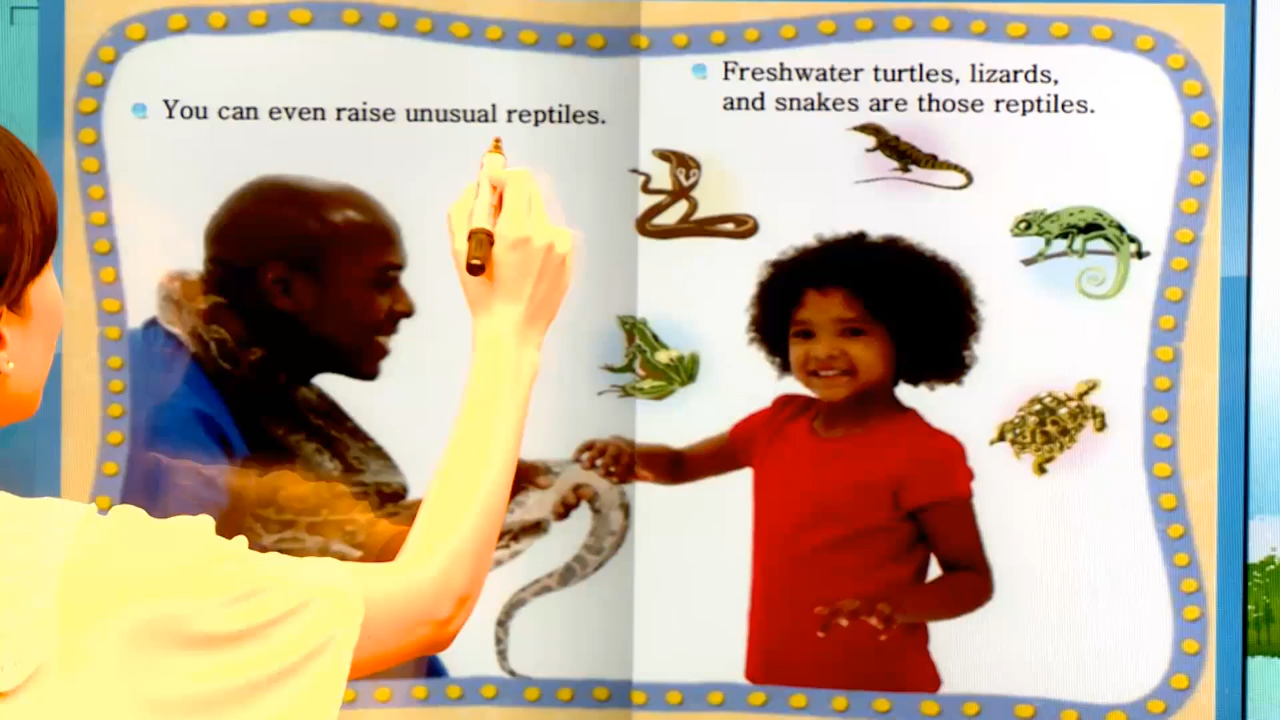 You can even raise unusual reptiles.
Freshwater turtles, lizards,
and snakes are those reptiles.